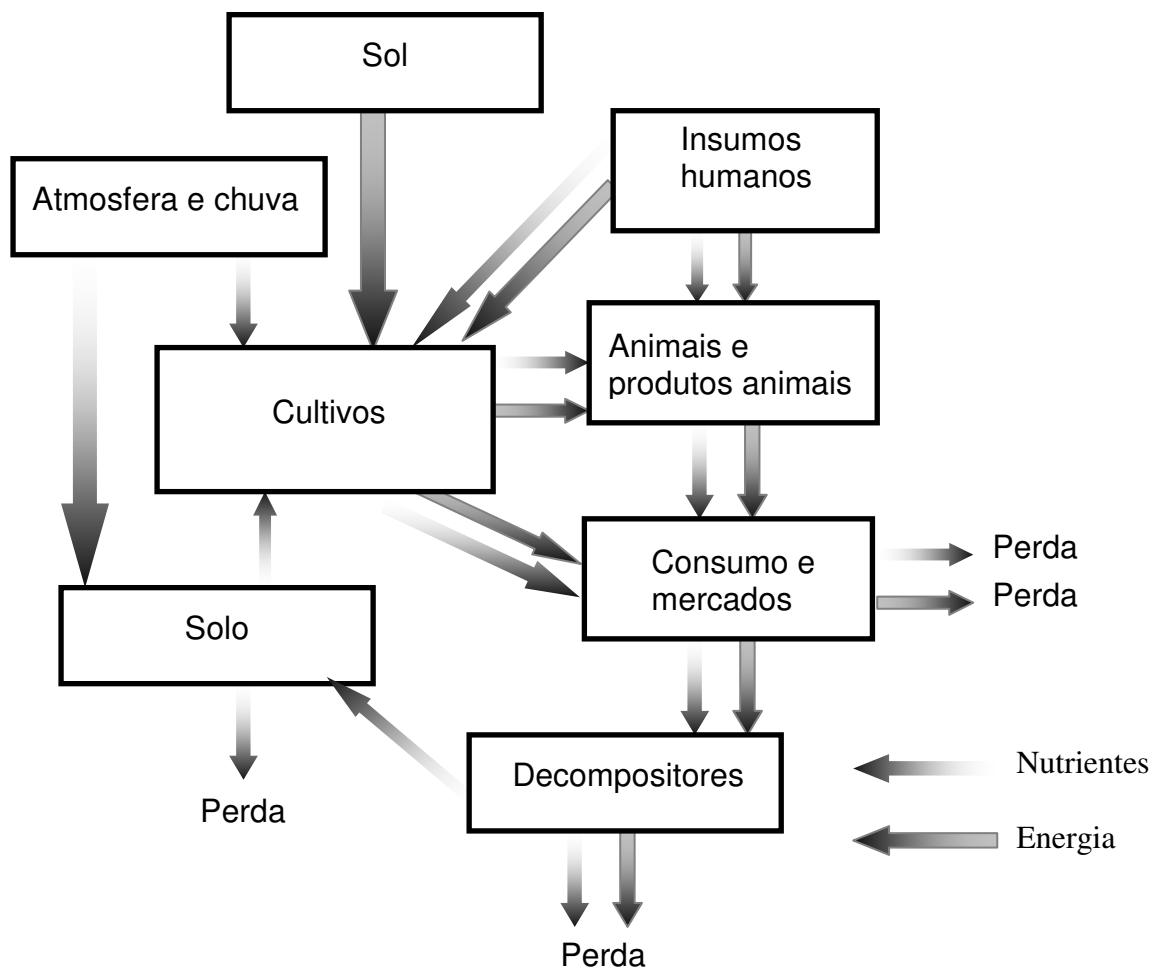 Sol
Insumos
humanos
Atmosfera e chuva
Animais e
produtos animais
Cultivos
Consumo e
mercados
Perda
Perda
Solo
Decompositores
Nutrientes
Perda
Energia
Perda